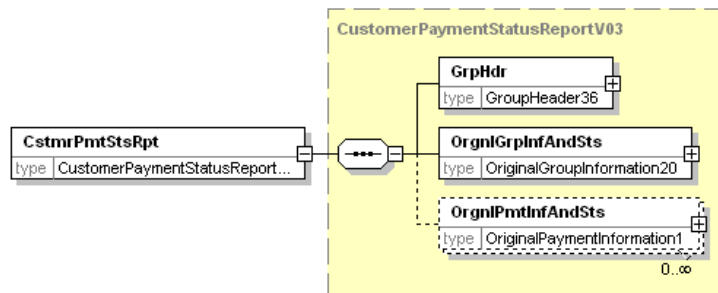 CustomerPaymentStatusReportV03
GrpHdr
type GroupHeader36
CstmrPmtStsRpt
type CustomerPaymentStatusReport...
OrgnlGrpInfAndSts
type OriginalGroupInformation20
OrgnlPmtInfAndSts
type OriginalPaymentInformation1
0..∞